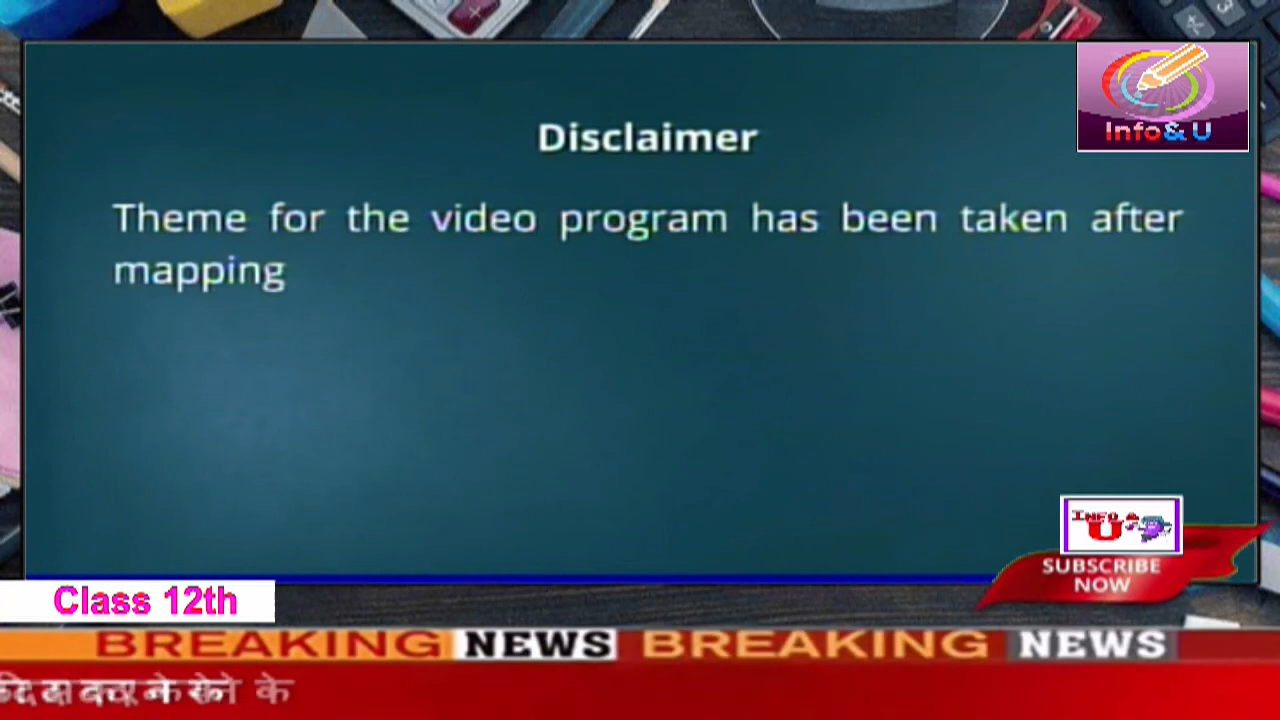 Disclaimer
Info & U
Theme for the video program has been taken after
mapping
INFO &
U
SUBSCRIBE
NOW
Class 12th
BREAKING NEWS BREAKING NEWS
के